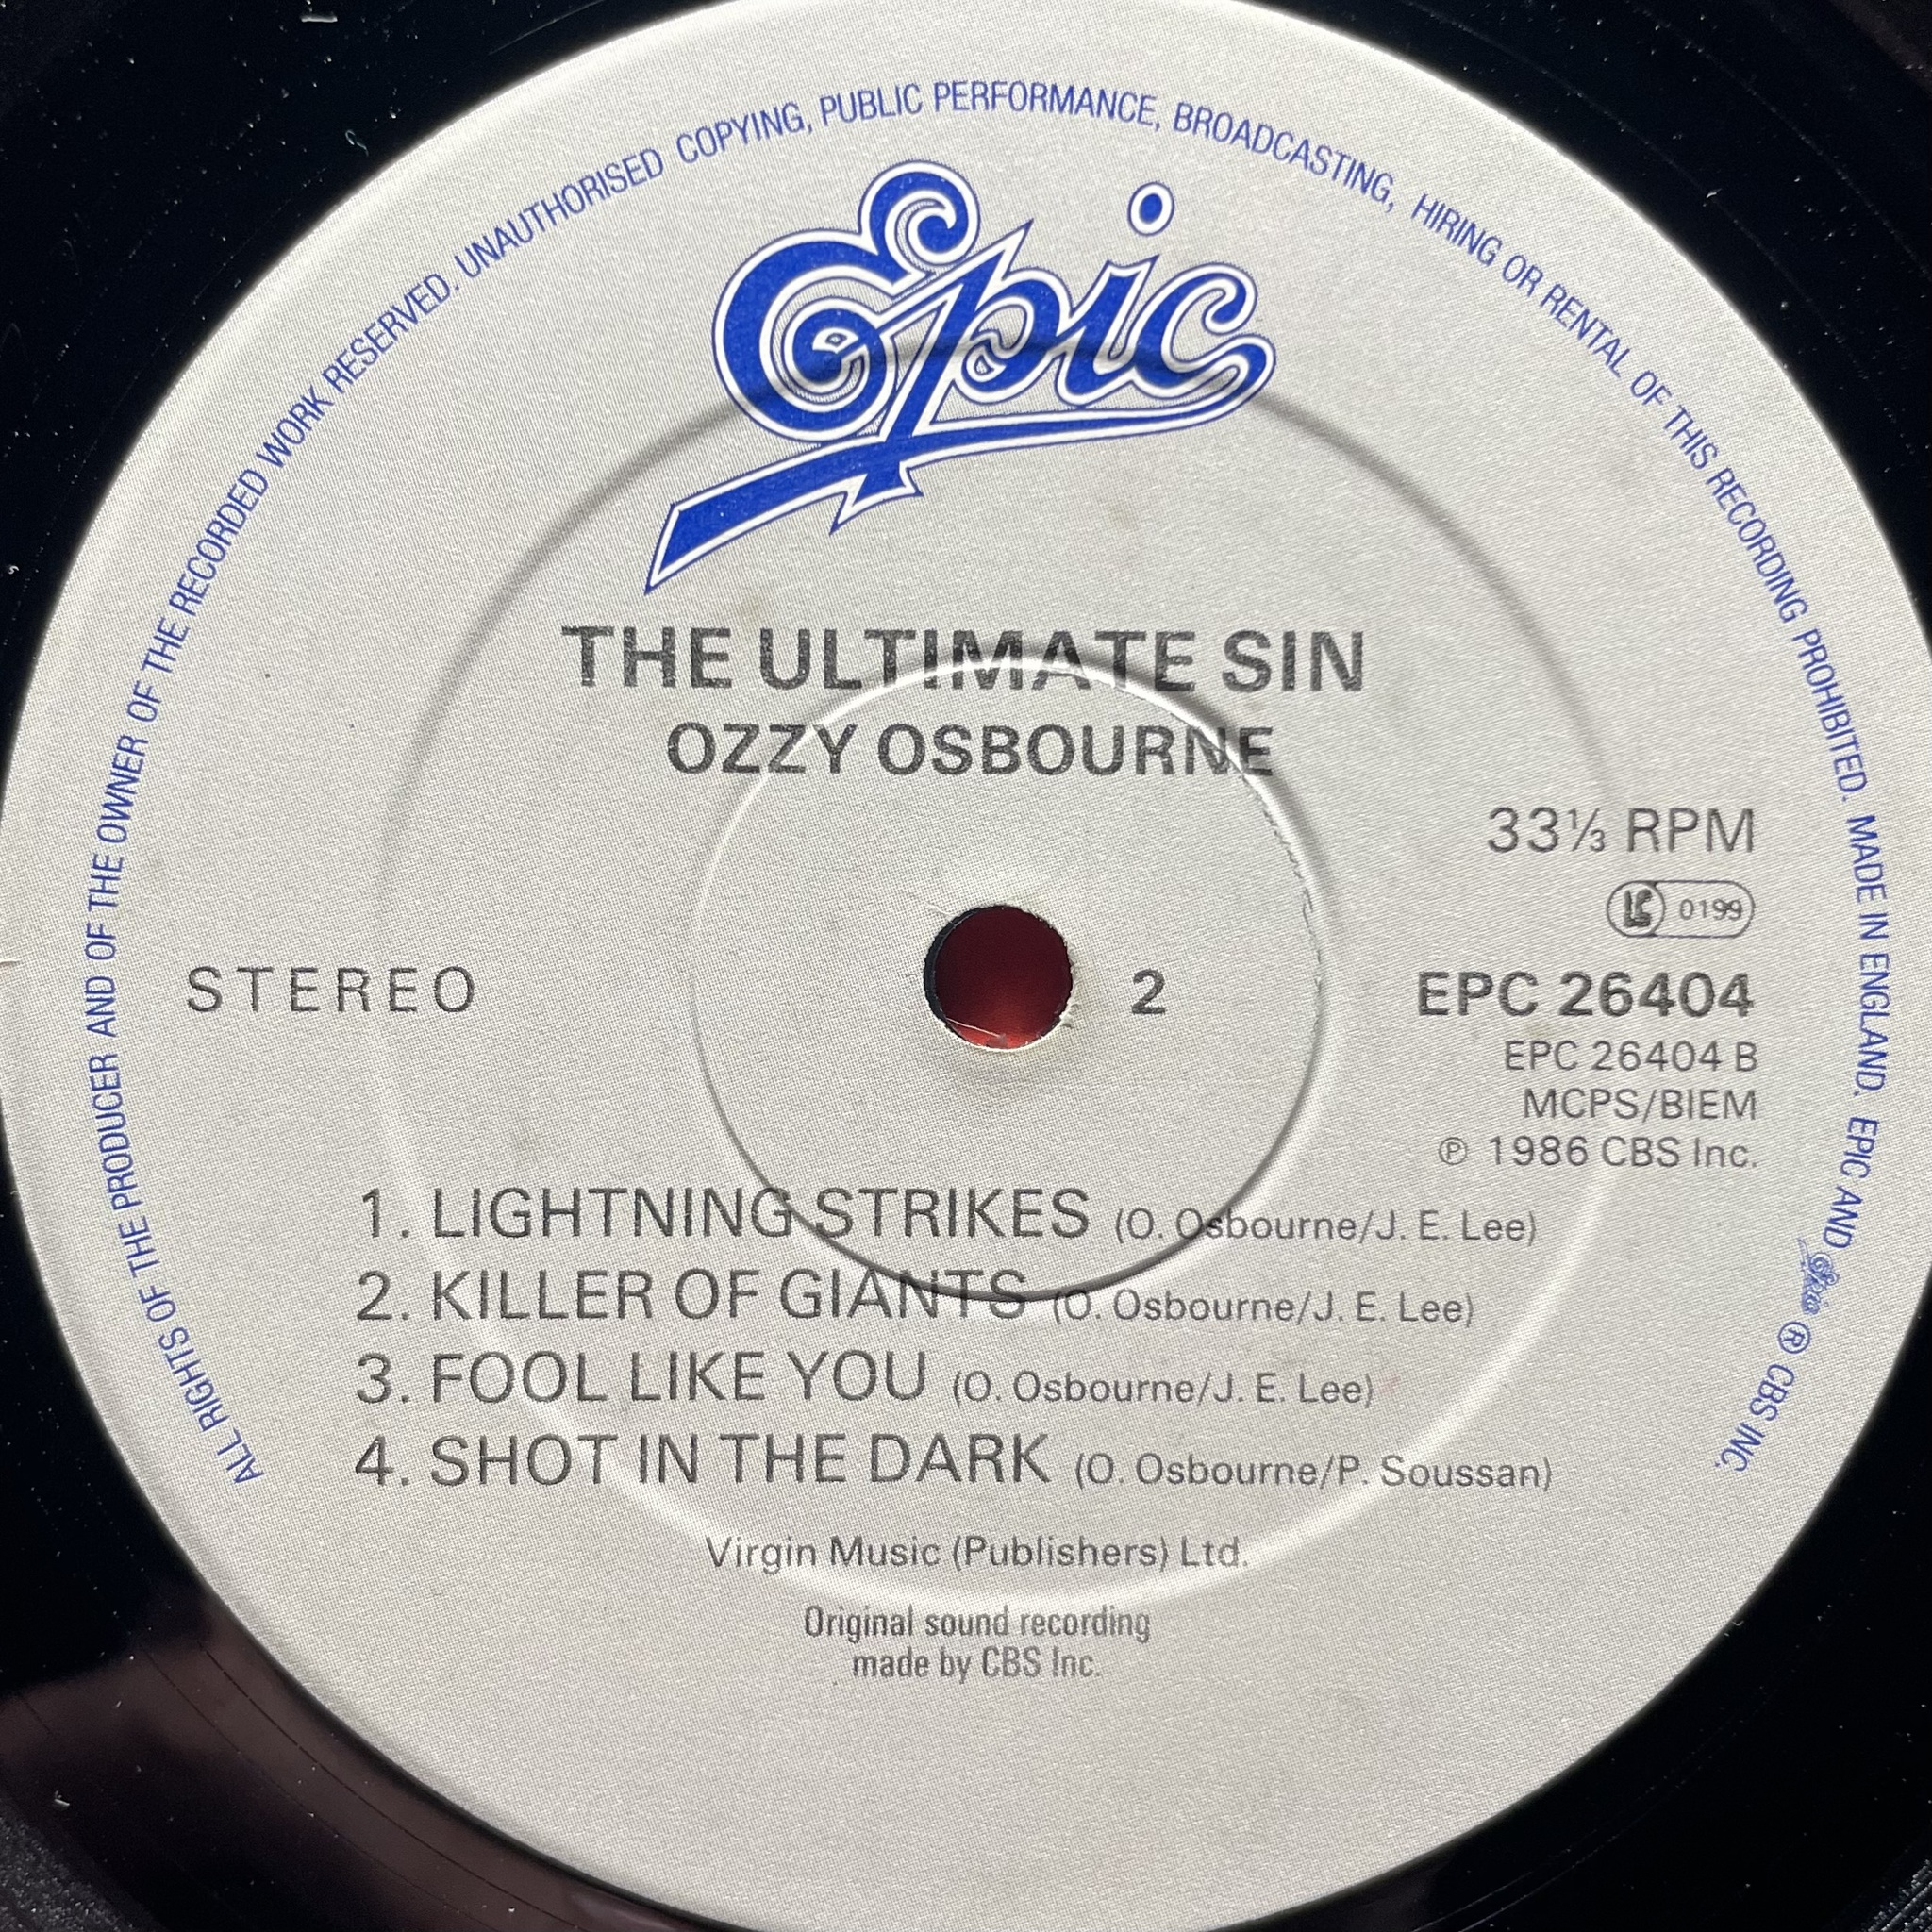 ALL RIGHTS OF THE PRODUCER AND OF THE OWNER OF THE RECORDED WORK RESERVED. UNAUTHORISED COPYING, PUBLIC PERFORMANCE, BROADCASTING, HIRING OR RENTAL OF THIS RECORDING PROHIBITED. MADE IN ENGLAND. EPIC AND Epic ® CBS INC.
Epic
THE ULTIMATE SIN
OZZY OSBOURNE
33⅓ RPM
LC 0199
STEREO
2
EPC 26404
EPC 26404 B
MCPS/BIEM
℗ 1986 CBS Inc.
1. LIGHTNING STRIKES (O. Osbourne/J. E. Lee)
2. KILLER OF GIANTS (O. Osbourne/J. E. Lee)
3. FOOL LIKE YOU (O. Osbourne/J. E. Lee)
4. SHOT IN THE DARK (O. Osbourne/P. Soussan)
Virgin Music (Publishers) Ltd.
Original sound recording
made by CBS Inc.